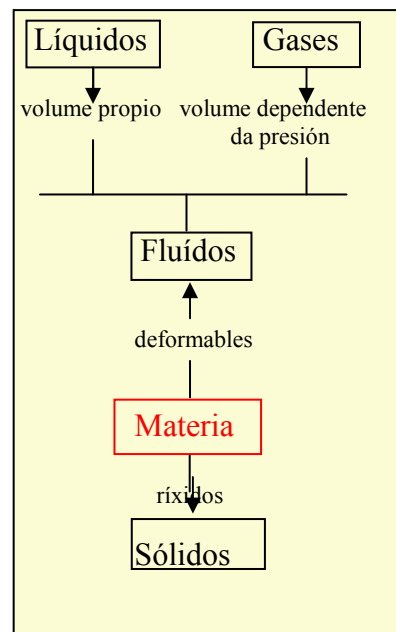 Líquidos
Gases
volume propio
volume dependente
da presión
Fluídos
deformables
Materia
ríxidos
Sólidos